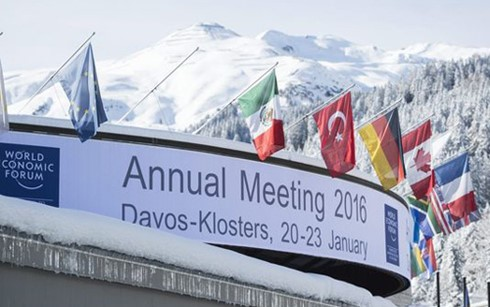 WORLD
ECONOMIC
FORUM
Annual Meeting 2016
Davos-Klosters, 20-23 January